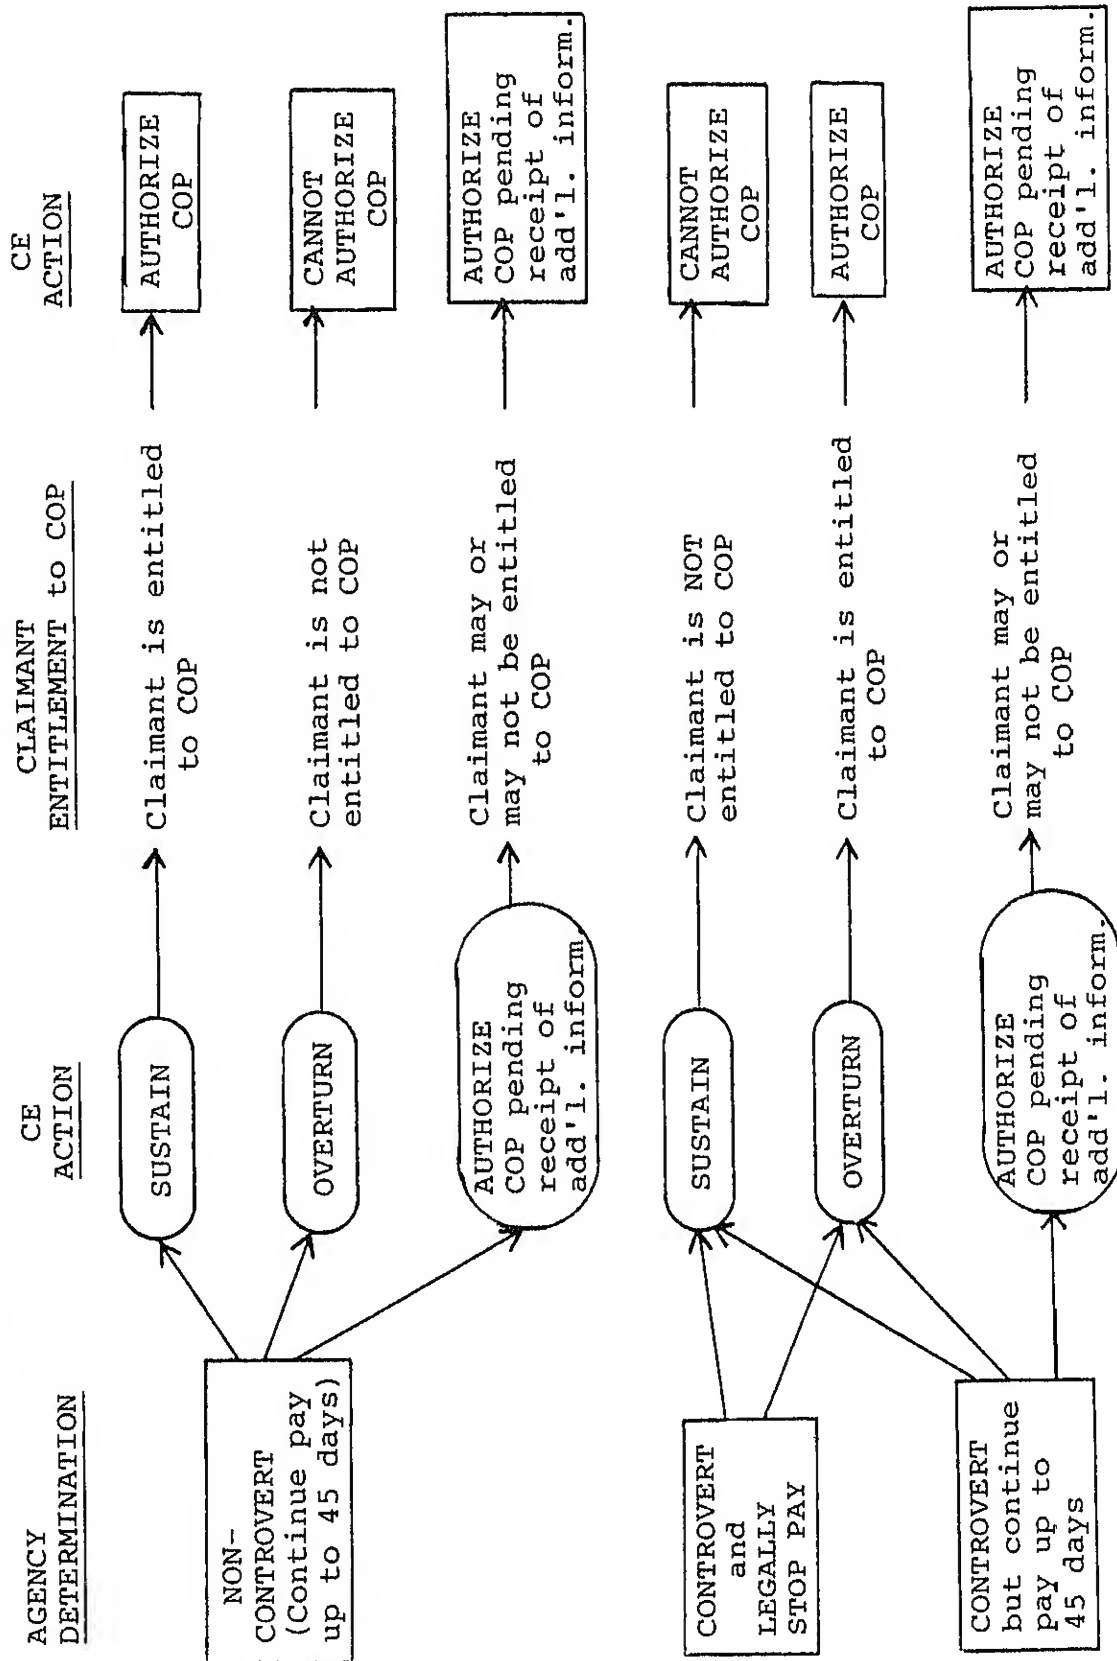 AGENCY
DETERMINATION
CE
ACTION
CLAIMANT
ENTITLEMENT to COP
CE
ACTION
NON-
CONTROVERT
(Continue pay
up to 45 days)
SUSTAIN
Claimant is entitled
to COP
AUTHORIZE
COP
OVERTURN
Claimant is not
entitled to COP
CANNOT
AUTHORIZE
COP
AUTHORIZE
COP pending
receipt of
add'l. inform.
Claimant may or
may not be entitled
to COP
AUTHORIZE
COP pending
receipt of
add'l. inform.
CONTROVERT
and
LEGALLY
STOP PAY
SUSTAIN
Claimant is NOT
entitled to COP
CANNOT
AUTHORIZE
COP
OVERTURN
Claimant is entitled
to COP
AUTHORIZE
COP
CONTROVERT
but continue
pay up to
45 days
AUTHORIZE
COP pending
receipt of
add'l. inform.
Claimant may or
may not be entitled
to COP
AUTHORIZE
COP pending
receipt of
add'l. inform.